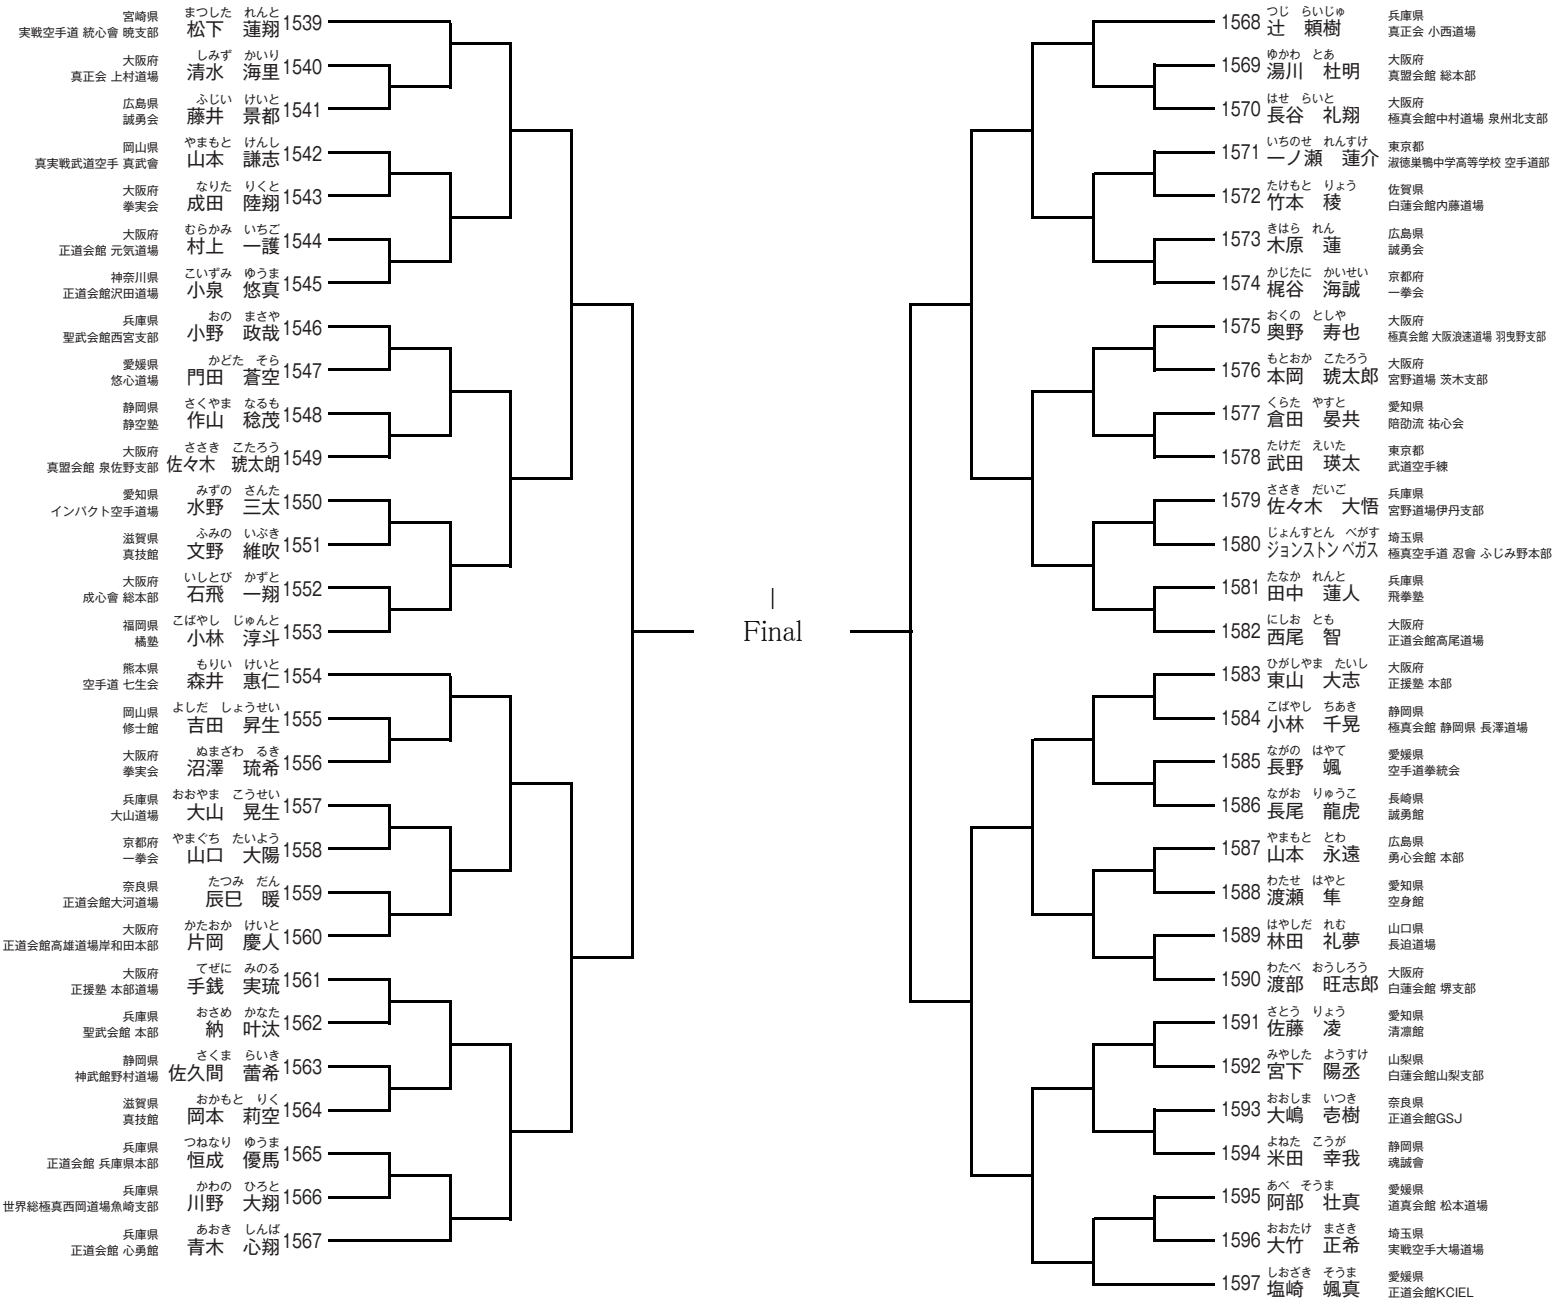 宮崎県 まつした れんと
実戦空手道 統心會 暁支部 松下 蓮翔 1539
大阪府 しみず かいり
真正会 上村道場 清水 海里 1540
広島県 ふじい けいと
誠勇会 藤井 景都 1541
岡山県 やまもと けんし
真実戦武道空手 真武會 山本 謙志 1542
大阪府 なりた りくと
拳実会 成田 陸翔 1543
大阪府 むらかみ いちご
正道会館 元気道場 村上 一護 1544
神奈川県 こいずみ ゆうま
正道会館沢田道場 小泉 悠真 1545
兵庫県 おの まさや
聖武会館西宮支部 小野 政哉 1546
愛媛県 かどた そら
悠心道場 門田 蒼空 1547
静岡県 さくやま なるも
静空塾 作山 稔茂 1548
大阪府 ささき こたろう
真盟会館 泉佐野支部 佐々木 琥太朗 1549
愛知県 みずの さんた
インパクト空手道場 水野 三太 1550
滋賀県 ふみの いぶき
真技館 文野 維吹 1551
大阪府 いしとび かずと
成心會 総本部 石飛 一翔 1552
福岡県 こばやし じゅんと
橘塾 小林 淳斗 1553
熊本県 もりい けいと
空手道 七生会 森井 惠仁 1554
岡山県 よしだ しょうせい
修士館 吉田 昇生 1555
大阪府 ぬまざわ るき
拳実会 沼澤 琉希 1556
兵庫県 おおやま こうせい
大山道場 大山 晃生 1557
京都府 やまぐち たいよう
一拳会 山口 大陽 1558
奈良県 たつみ だん
正道会館大河道場 辰巳 暖 1559
大阪府 かたおか けいと
正道会館高雄道場岸和田本部 片岡 慶人 1560
大阪府 てぜに みのる
正援塾 本部道場 手銭 実琉 1561
兵庫県 おさめ かなた
聖武会館 本部 納 叶汰 1562
静岡県 さくま らいき
神武館野村道場 佐久間 蕾希 1563
滋賀県 おかもと りく
真技館 岡本 莉空 1564
兵庫県 つねなり ゆうま
正道会館 兵庫県本部 恒成 優馬 1565
兵庫県 かわの ひろと
世界総極真西岡道場魚崎支部 川野 大翔 1566
兵庫県 あおき しんば
正道会館 心勇館 青木 心翔 1567
|
Final
つじ らいじゅ 兵庫県
1568 辻 頼樹 真正会 小西道場
ゆかわ とあ 大阪府
1569 湯川 杜明 真盟会館 総本部
はせ らいと 大阪府
1570 長谷 礼翔 極真会館中村道場 泉州北支部
いちのせ れんすけ 東京都
1571 一ノ瀬 蓮介 淑徳巣鴨中学高等学校 空手道部
たけもと りょう 佐賀県
1572 竹本 稜 白蓮会館内藤道場
きはら れん 広島県
1573 木原 蓮 誠勇会
かじたに かいせい 京都府
1574 梶谷 海誠 一拳会
おくの としや 大阪府
1575 奥野 寿也 極真会館 大阪浪速道場 羽曳野支部
もとおか こたろう 大阪府
1576 本岡 琥太郎 宮野道場 茨木支部
くらた やすと 愛知県
1577 倉田 晏共 陪劭流 祐心会
たけだ えいた 東京都
1578 武田 瑛太 武道空手練
ささき だいご 兵庫県
1579 佐々木 大悟 宮野道場伊丹支部
じょんすとん べがす 埼玉県
1580 ジョンストン ベガス 極真空手道 忍會 ふじみ野本部
たなか れんと 兵庫県
1581 田中 蓮人 飛拳塾
にしお とも 大阪府
1582 西尾 智 正道会館高尾道場
ひがしやま たいし 大阪府
1583 東山 大志 正援塾 本部
こばやし ちあき 静岡県
1584 小林 千晃 極真会館 静岡県 長澤道場
ながの はやて 愛媛県
1585 長野 颯 空手道拳統会
ながお りゅうこ 長崎県
1586 長尾 龍虎 誠勇館
やまもと とわ 広島県
1587 山本 永遠 勇心会館 本部
わたせ はやと 愛知県
1588 渡瀬 隼 空身館
はやしだ れむ 山口県
1589 林田 礼夢 長迫道場
わたべ おうしろう 大阪府
1590 渡部 旺志郎 白蓮会館 堺支部
さとう りょう 愛知県
1591 佐藤 凌 清凛館
みやした ようすけ 山梨県
1592 宮下 陽丞 白蓮会館山梨支部
おおしま いつき 奈良県
1593 大嶋 壱樹 正道会館GSJ
よねた こうが 静岡県
1594 米田 幸我 魂誠會
あべ そうま 愛媛県
1595 阿部 壮真 道真会館 松本道場
おおたけ まさき 埼玉県
1596 大竹 正希 実戦空手大場道場
しおざき そうま 愛媛県
1597 塩崎 颯真 正道会館KCIEL